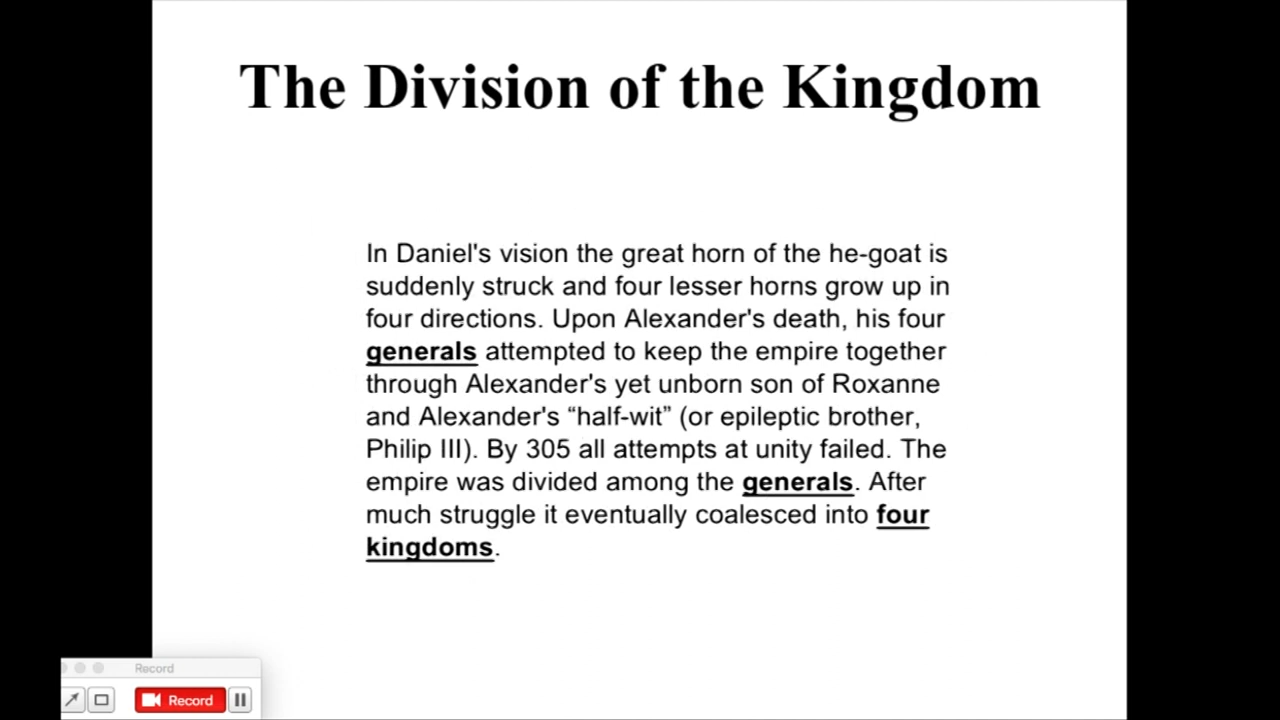 The Division of the Kingdom
In Daniel's vision the great horn of the he-goat is
suddenly struck and four lesser horns grow up in
four directions. Upon Alexander's death, his four
generals attempted to keep the empire together
through Alexander's yet unborn son of Roxanne
and Alexander's “half-wit” (or epileptic brother,
Philip III). By 305 all attempts at unity failed. The
empire was divided among the generals. After
much struggle it eventually coalesced into four
kingdoms.
Record
Record